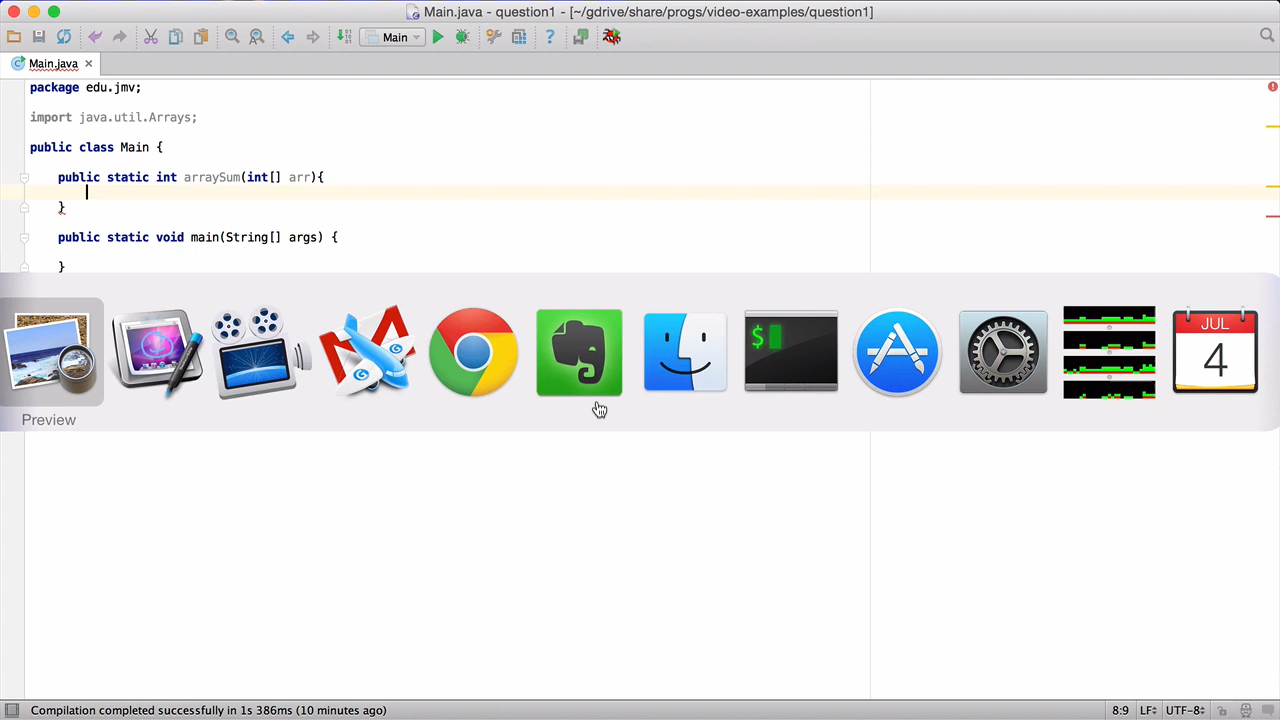 Main.java - question1 - [~/gdrive/share/progs/video-examples/question1]
Main
Main.java
package edu.jmv;
import java.util.Arrays;
public class Main {
public static int arraySum(int[] arr){
}
public static void main(String[] args) {
}
$
JUL
4
Preview
Compilation completed successfully in 1s 386ms (10 minutes ago)
8:9 LF UTF-8